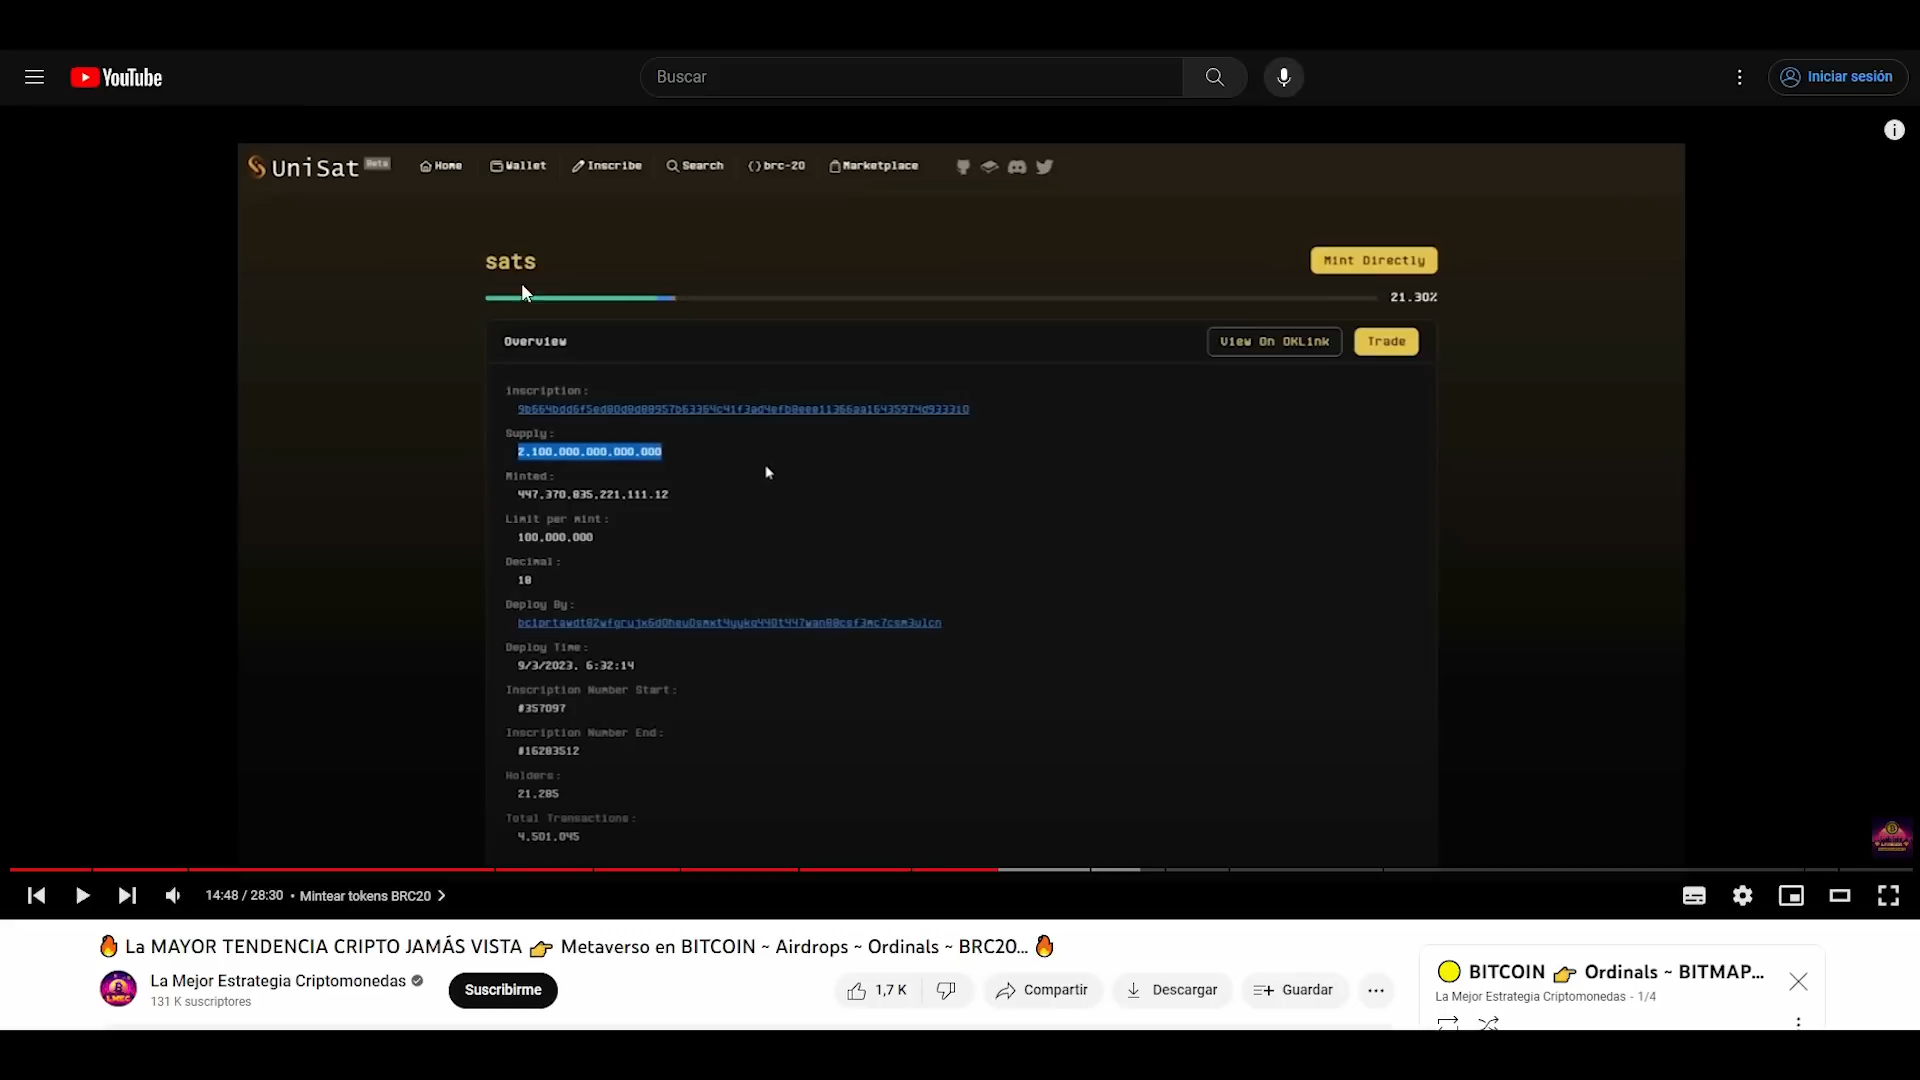 YouTube
Buscar
Iniciar sesión
UniSat Beta
Home
Wallet
Inscribe
Search
brc-20
Marketplace
sats
Mint Directly
21.30%
Overview
View On OKLink
Trade
inscription:
Supply:
2,100,000,000,000,000
Minted:
447,370,835,221,111.12
Limit per mint:
100,000,000
Decimal:
18
Deploy By:
Deploy Time:
9/3/2023, 6:32:14
Inscription Number Start:
#357097
Inscription Number End:
#16283512
Holders:
21,285
Total Transactions:
4,501,045
14:48 / 28:30 • Mintear tokens BRC20
🔥 La MAYOR TENDENCIA CRIPTO JAMÁS VISTA 👉 Metaverso en BITCOIN ~ Airdrops ~ Ordinals ~ BRC20... 🔥
La Mejor Estrategia Criptomonedas
131 K suscriptores
Suscribirme
1,7 K
Compartir
Descargar
Guardar
BITCOIN 👉 Ordinals ~ BITMAP...
La Mejor Estrategia Criptomonedas - 1/4